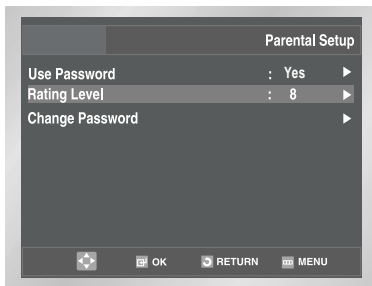 Parental Setup
Use Password : Yes ►
Rating Level : 8 ►
Change Password ►
OK RETURN MENU